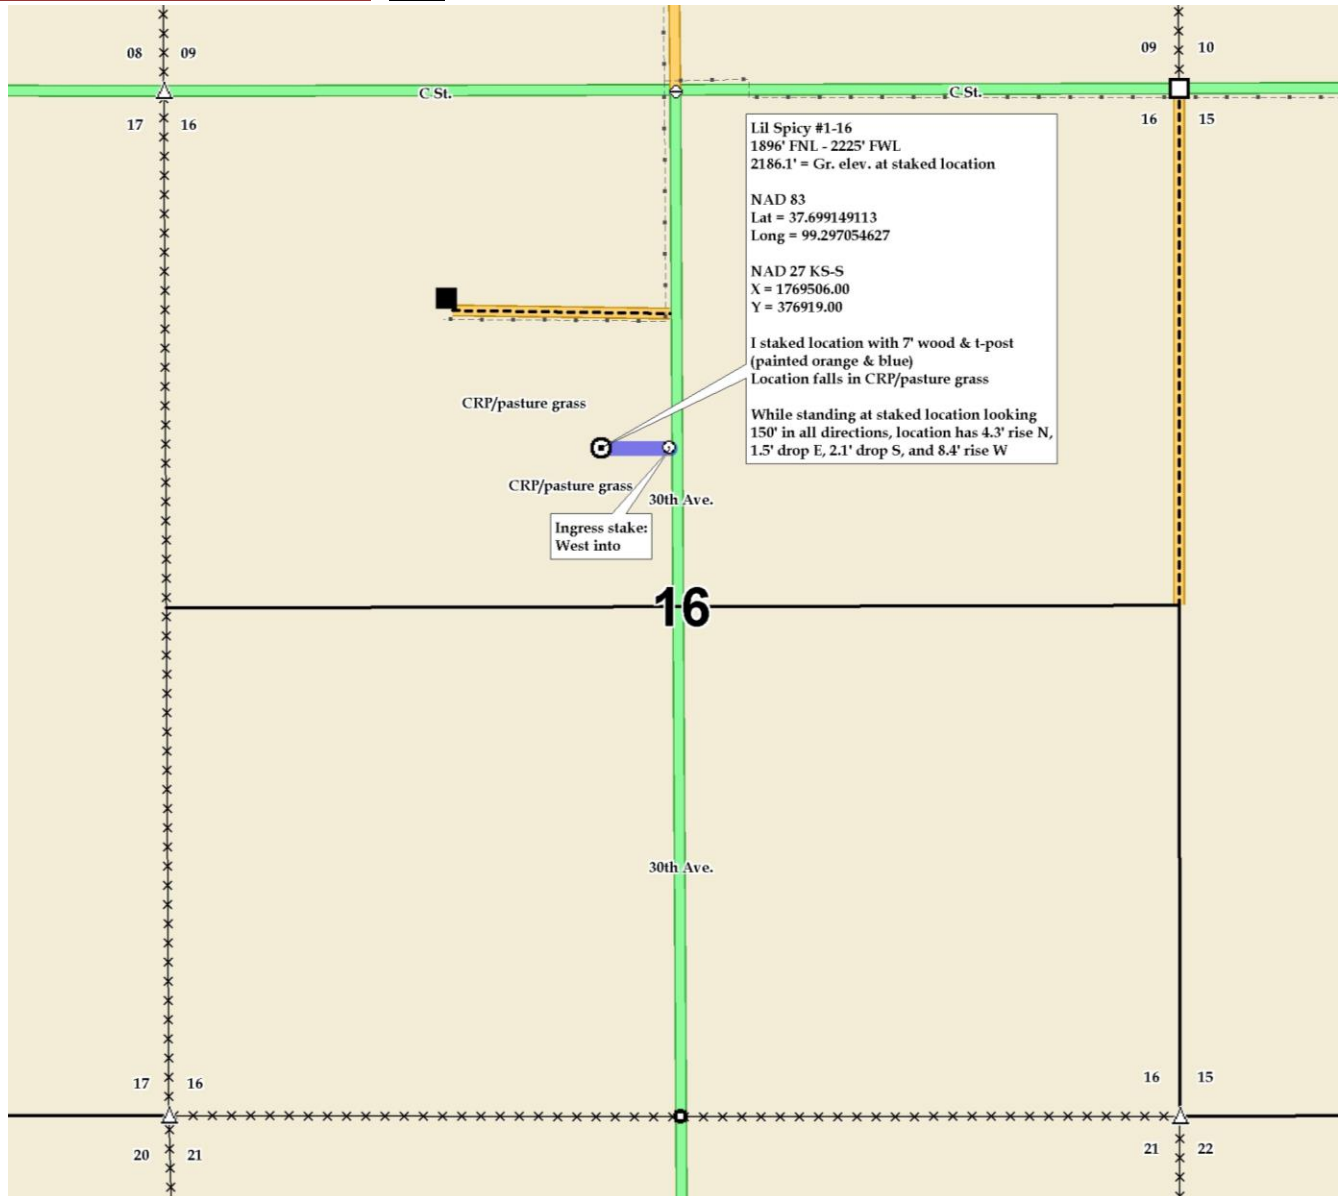 08 09
09 10
C St.
C St.
17 16
16 15
Lil Spicy #1-16
1896' FNL - 2225' FWL
2186.1' = Gr. elev. at staked location
NAD 83
Lat = 37.699149113
Long = 99.297054627
NAD 27 KS-S
X = 1769506.00
Y = 376919.00
I staked location with 7' wood & t-post
(painted orange & blue)
Location falls in CRP/pasture grass
While standing at staked location looking
150' in all directions, location has 4.3' rise N,
1.5' drop E, 2.1' drop S, and 8.4' rise W
CRP/pasture grass
CRP/pasture grass
30th Ave.
Ingress stake:
West into
16
30th Ave.
17 16
16 15
20 21
21 22